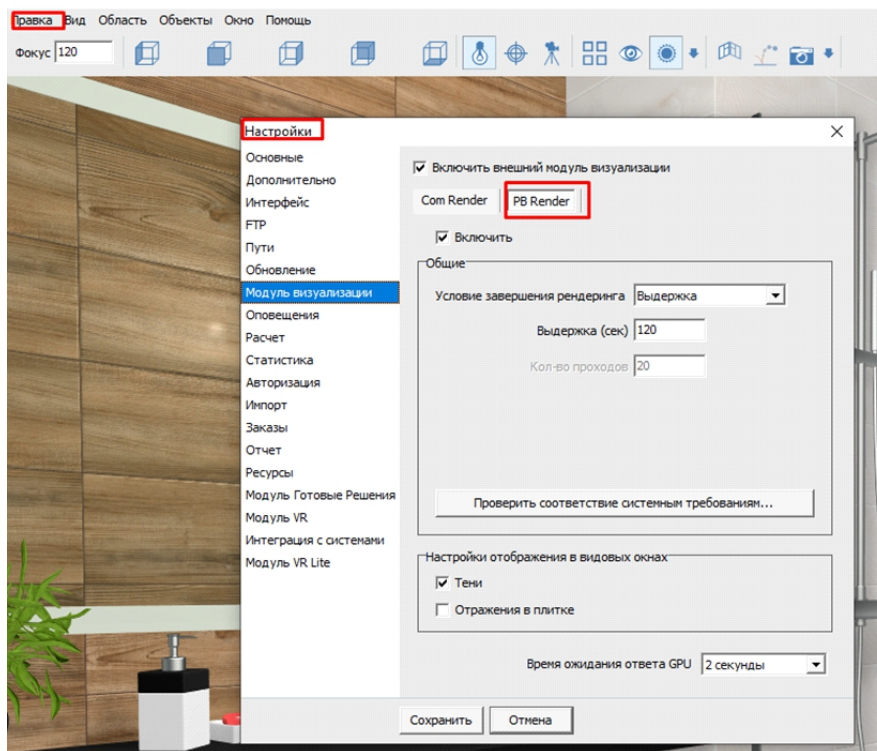 Правка Вид Область Объекты Окно Помощь
Фокус 120
Настройки
Основные
Дополнительно
Интерфейс
FTP
Пути
Обновление
Модуль визуализации
Оповещения
Расчет
Статистика
Авторизация
Импорт
Заказы
Отчет
Ресурсы
Модуль Готовые Решения
Модуль VR
Интеграция с системами
Модуль VR Lite
Включить внешний модуль визуализации
Com Render PB Render
Включить
Общие
Условие завершения рендеринга Выдержка
Выдержка (сек) 120
Кол-во проходов 20
Проверить соответствие системным требованиям...
Настройки отображения в видовых окнах
Тени
Отражения в плитке
Время ожидания ответа GPU 2 секунды
Сохранить Отмена